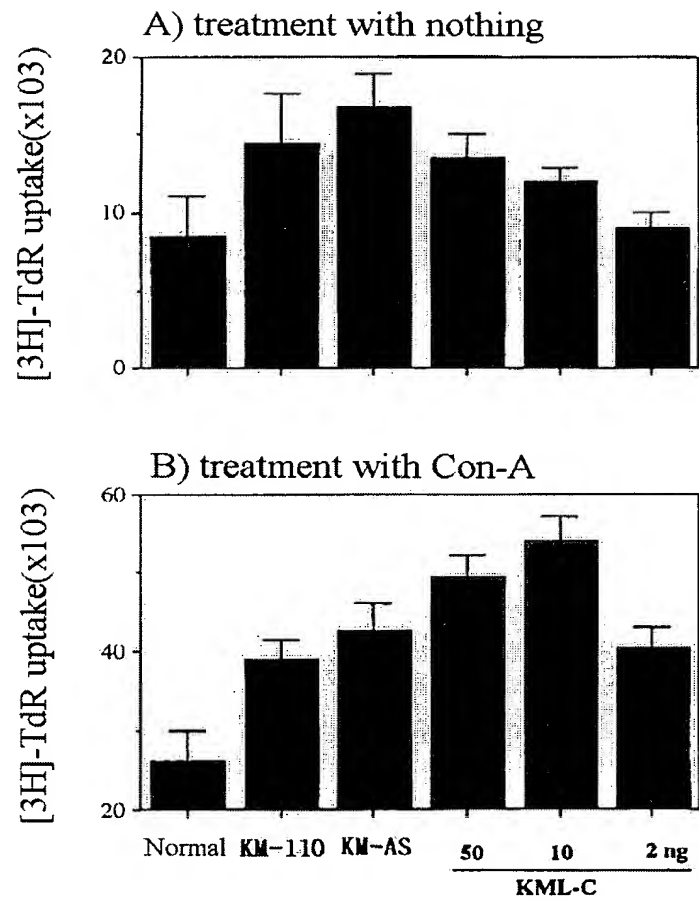 A) treatment with nothing
[3H]-TdR uptake(x103)
20
10
0
B) treatment with Con-A
[3H]-TdR uptake(x103)
60
40
20
Normal KM-110 KM-AS 50 10 2 ng
KML-C